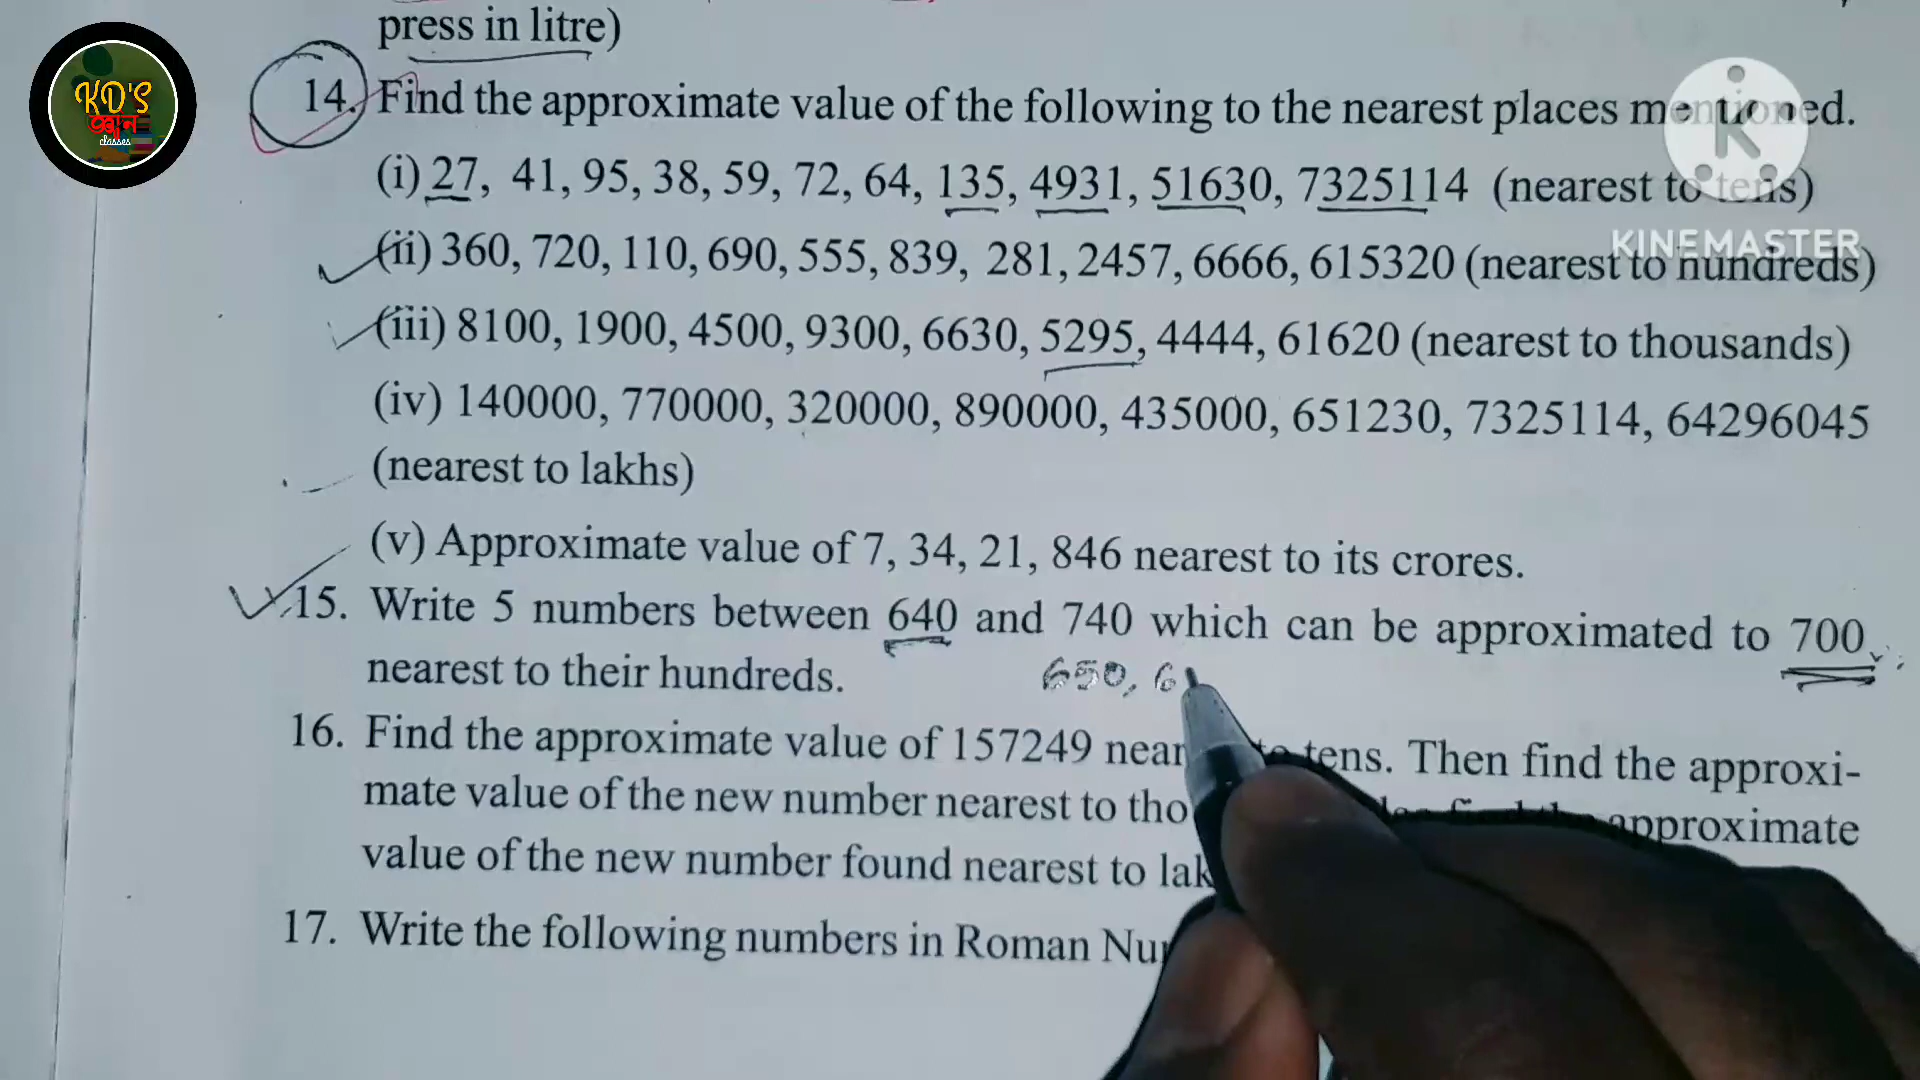 press in litre)
KD'S
জ্ঞান
classes
14. Find the approximate value of the following to the nearest places mentioned.
(i) 27, 41, 95, 38, 59, 72, 64, 135, 4931, 51630, 7325114 (nearest to tens)
(ii) 360, 720, 110, 690, 555, 839, 281, 2457, 6666, 615320 (nearest to hundreds)
KINEMASTER
(iii) 8100, 1900, 4500, 9300, 6630, 5295, 4444, 61620 (nearest to thousands)
(iv) 140000, 770000, 320000, 890000, 435000, 651230, 7325114, 64296045
(nearest to lakhs)
(v) Approximate value of 7, 34, 21, 846 nearest to its crores.
15. Write 5 numbers between 640 and 740 which can be approximated to 700
nearest to their hundreds.
650, 6
16. Find the approximate value of 157249 near to tens. Then find the approxi-
mate value of the new number nearest to tho approximate
value of the new number found nearest to lak
17. Write the following numbers in Roman Nu